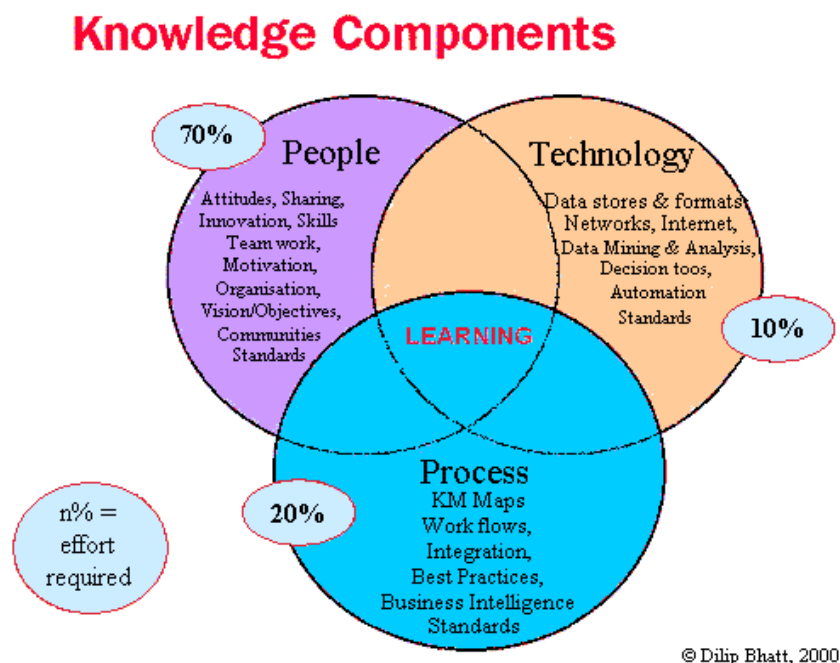 Knowledge Components
70%
People
Attitudes, Sharing,
Innovation, Skills
Team work,
Motivation,
Organisation,
Vision/Objectives,
Communities
Standards
Technology
Data stores & formats
Networks, Internet,
Data Mining & Analysis,
Decision toos,
Automation
Standards
10%
LEARNING
Process
KM Maps
Work flows,
Integration,
Best Practices,
Business Intelligence
Standards
20%
n% =
effort
required
© Dilip Bhatt, 2000